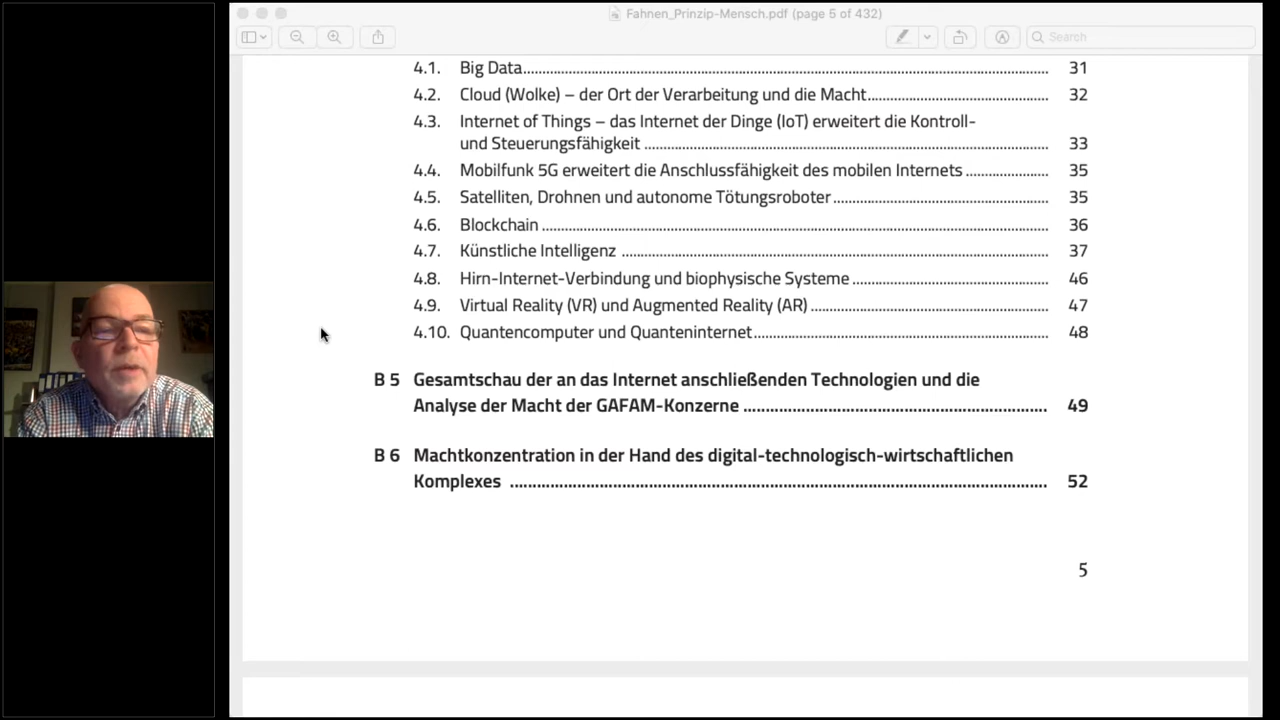 Fahnen_Prinzip-Mensch.pdf (page 5 of 432)
Search
4.1. Big Data 31
4.2. Cloud (Wolke) – der Ort der Verarbeitung und die Macht 32
4.3. Internet of Things – das Internet der Dinge (IoT) erweitert die Kontroll-
und Steuerungsfähigkeit 33
4.4. Mobilfunk 5G erweitert die Anschlussfähigkeit des mobilen Internets 35
4.5. Satelliten, Drohnen und autonome Tötungsroboter 35
4.6. Blockchain 36
4.7. Künstliche Intelligenz 37
4.8. Hirn-Internet-Verbindung und biophysische Systeme 46
4.9. Virtual Reality (VR) und Augmented Reality (AR) 47
4.10. Quantencomputer und Quanteninternet 48
B 5 Gesamtschau der an das Internet anschließenden Technologien und die
Analyse der Macht der GAFAM-Konzerne 49
B 6 Machtkonzentration in der Hand des digital-technologisch-wirtschaftlichen
Komplexes 52
5